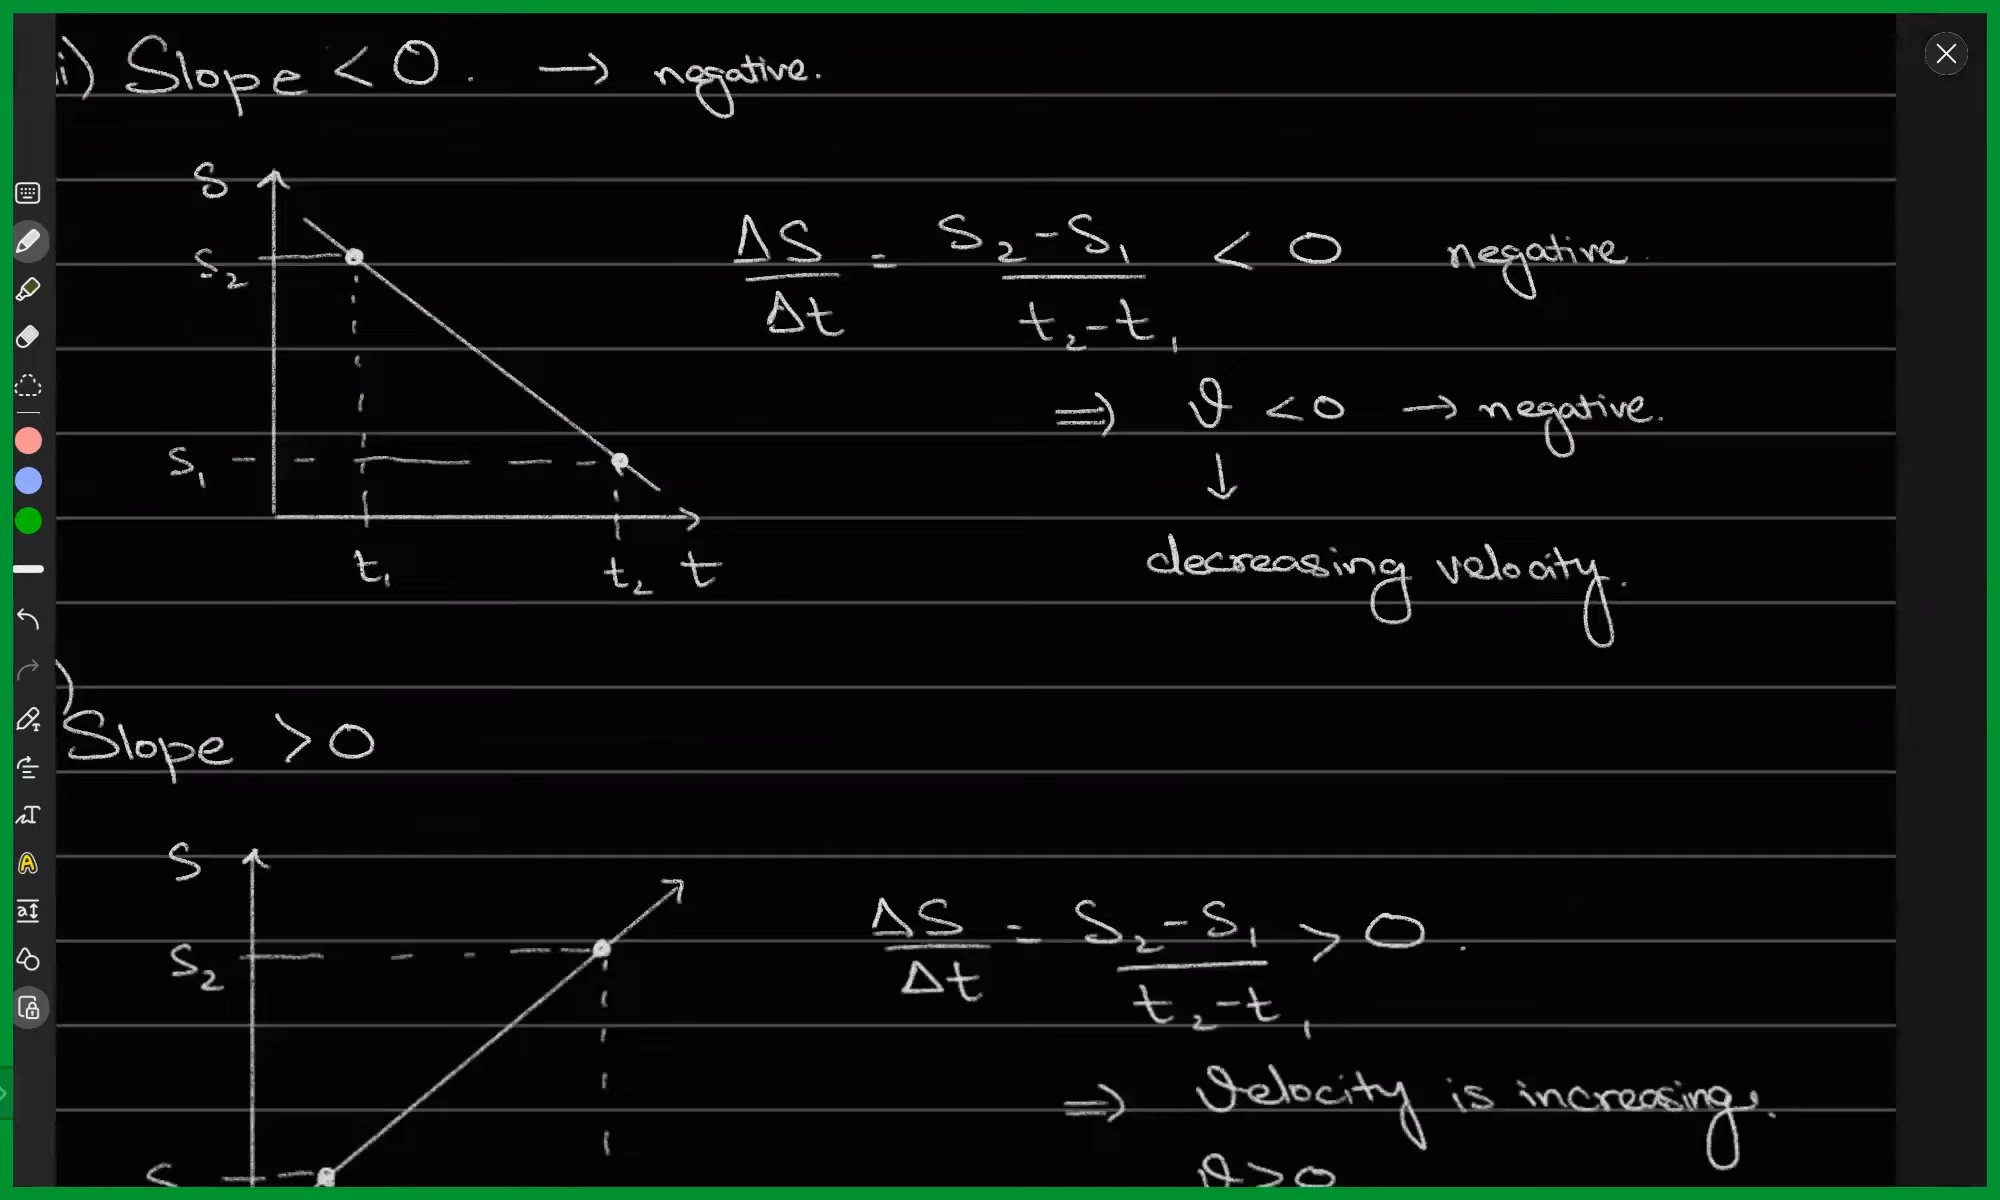 ii) Slope < 0. → negative.
S
S₂
S₁
t₁ t₂ t
ΔS/Δt = S₂-S₁/t₂-t₁ < 0 negative.
⇒ ϑ < 0 → negative.
↓
decreasing velocity.
) Slope > 0
S
S₂
ΔS/Δt = S₂-S₁/t₂-t₁ > 0.
⇒ Velocity is increasing.
ϑ > 0